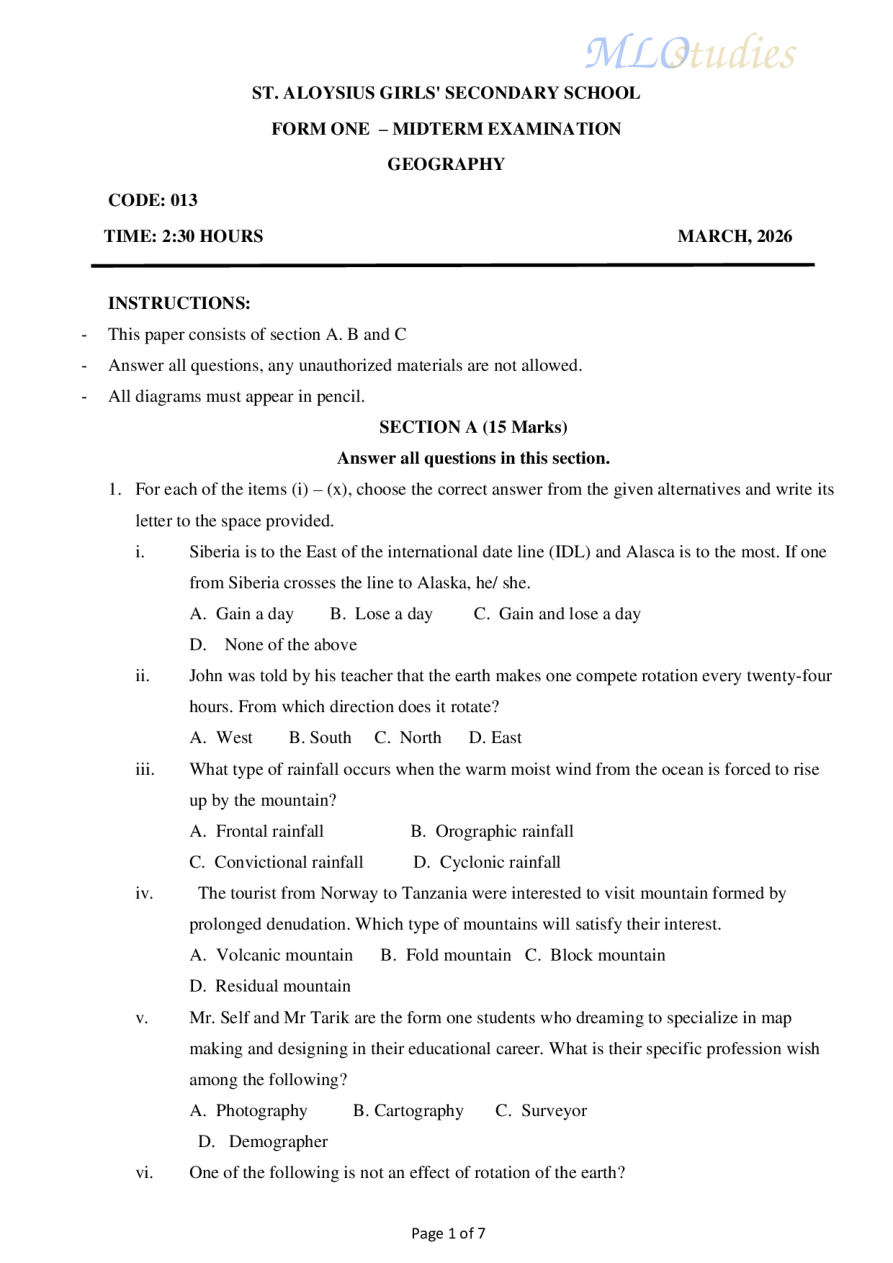 MLOstudies
ST. ALOYSIUS GIRLS' SECONDARY SCHOOL
FORM ONE – MIDTERM EXAMINATION
GEOGRAPHY
CODE: 013
TIME: 2:30 HOURS MARCH, 2026
INSTRUCTIONS:
- This paper consists of section A. B and C
- Answer all questions, any unauthorized materials are not allowed.
- All diagrams must appear in pencil.
SECTION A (15 Marks)
Answer all questions in this section.
1. For each of the items (i) – (x), choose the correct answer from the given alternatives and write its
letter to the space provided.
i. Siberia is to the East of the international date line (IDL) and Alasca is to the most. If one
from Siberia crosses the line to Alaska, he/ she.
A. Gain a day B. Lose a day C. Gain and lose a day
D. None of the above
ii. John was told by his teacher that the earth makes one compete rotation every twenty-four
hours. From which direction does it rotate?
A. West B. South C. North D. East
iii. What type of rainfall occurs when the warm moist wind from the ocean is forced to rise
up by the mountain?
A. Frontal rainfall B. Orographic rainfall
C. Convictional rainfall D. Cyclonic rainfall
iv. The tourist from Norway to Tanzania were interested to visit mountain formed by
prolonged denudation. Which type of mountains will satisfy their interest.
A. Volcanic mountain B. Fold mountain C. Block mountain
D. Residual mountain
v. Mr. Self and Mr Tarik are the form one students who dreaming to specialize in map
making and designing in their educational career. What is their specific profession wish
among the following?
A. Photography B. Cartography C. Surveyor
D. Demographer
vi. One of the following is not an effect of rotation of the earth?
Page 1 of 7